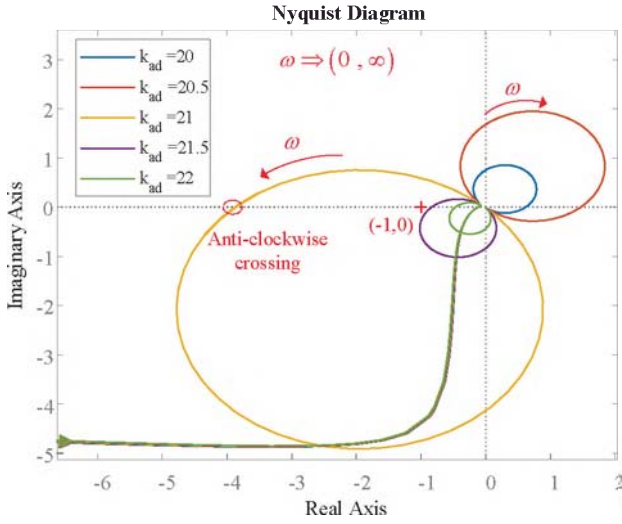 Nyquist Diagram
k_ad =20
k_ad =20.5
k_ad =21
k_ad =21.5
k_ad =22
ω ⇒ (0 , ∞)
ω
ω
(-1,0)
Anti-clockwise
crossing
Imaginary Axis
3
2
1
0
-1
-2
-3
-4
-5
-6 -5 -4 -3 -2 -1 0 1 2
Real Axis